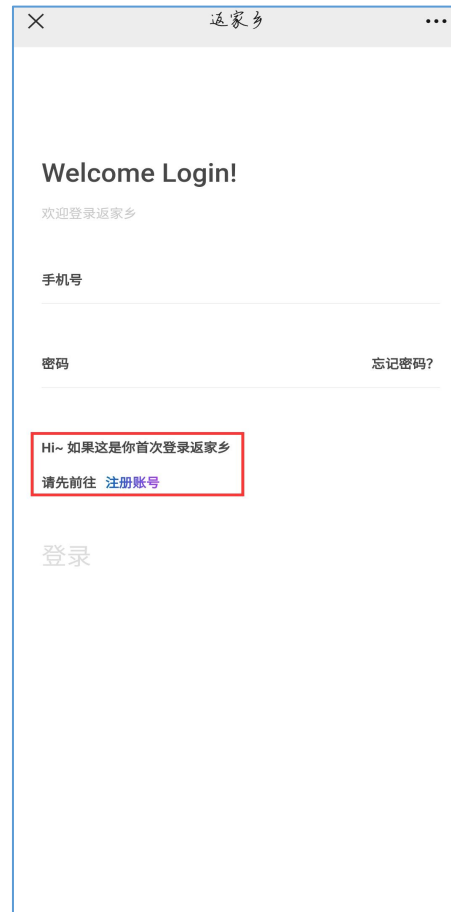 返家乡
Welcome Login!
欢迎登录返家乡
手机号
密码 忘记密码?
Hi~ 如果这是你首次登录返家乡
请先前往 注册账号
登录